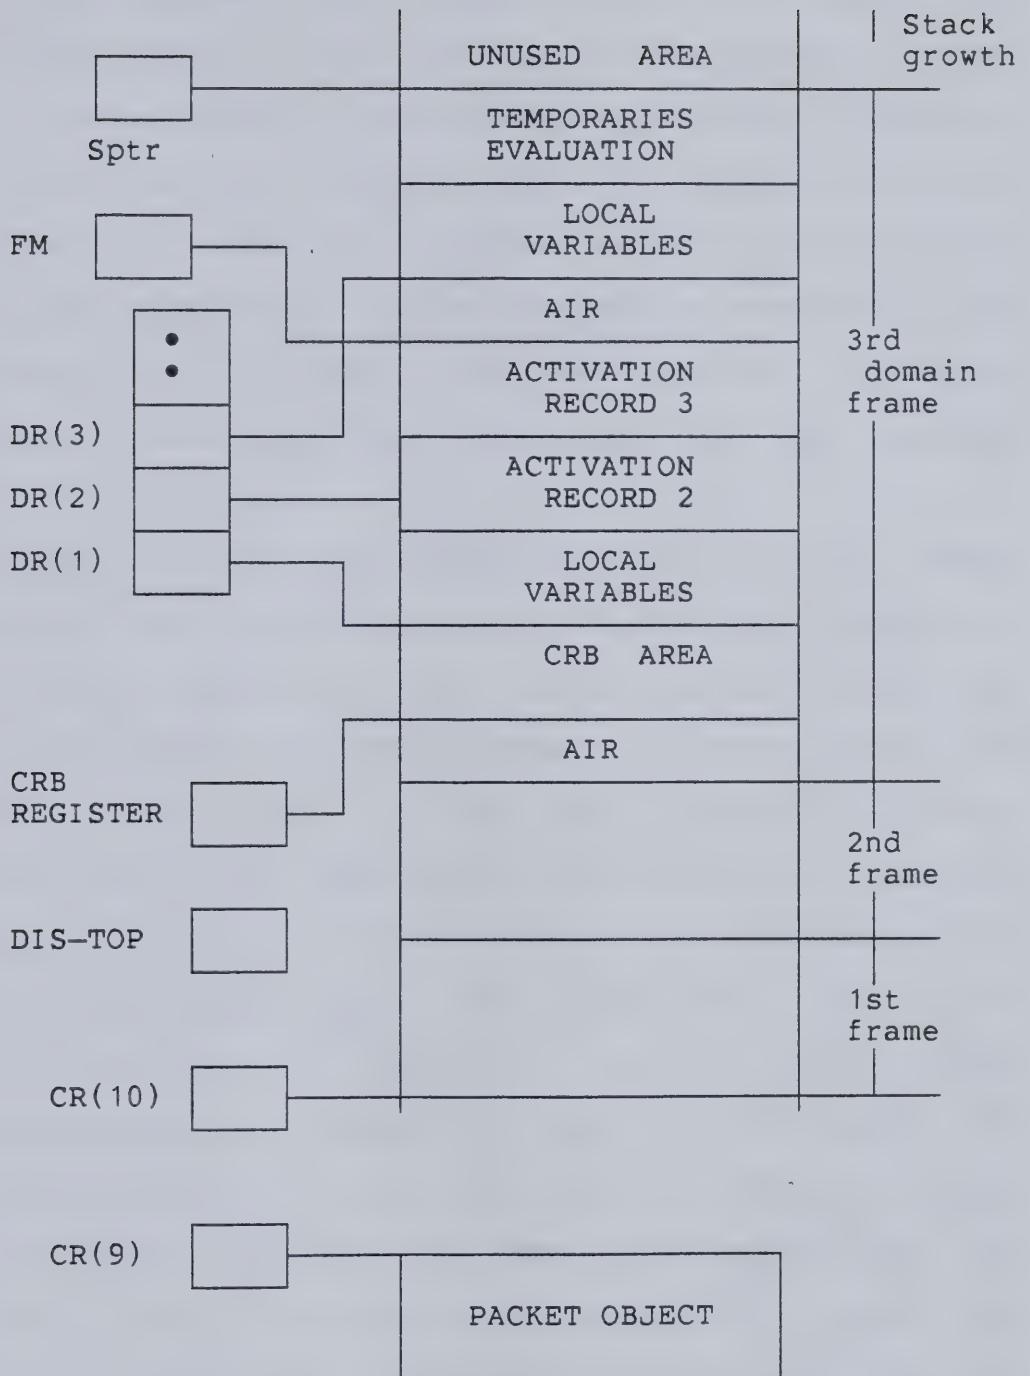 Stack
growth
UNUSED AREA
Sptr
TEMPORARIES
EVALUATION
LOCAL
VARIABLES
FM
AIR
3rd
domain
frame
ACTIVATION
RECORD 3
DR(3)
ACTIVATION
RECORD 2
DR(2)
DR(1)
LOCAL
VARIABLES
CRB AREA
AIR
CRB
REGISTER
2nd
frame
DIS-TOP
1st
frame
CR(10)
CR(9)
PACKET OBJECT